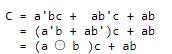 C = a'bc + ab'c + ab
= (a'b + ab')c + ab
= (a ⊕ b )c + ab